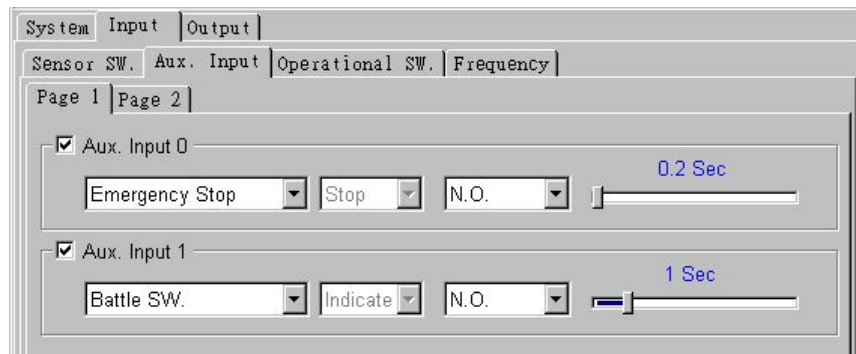 System Input Output
Sensor SW. Aux. Input Operational SW. Frequency
Page 1 Page 2
Aux. Input 0
0.2 Sec
Emergency Stop Stop N.O.
Aux. Input 1
1 Sec
Battle SW. Indicate N.O.